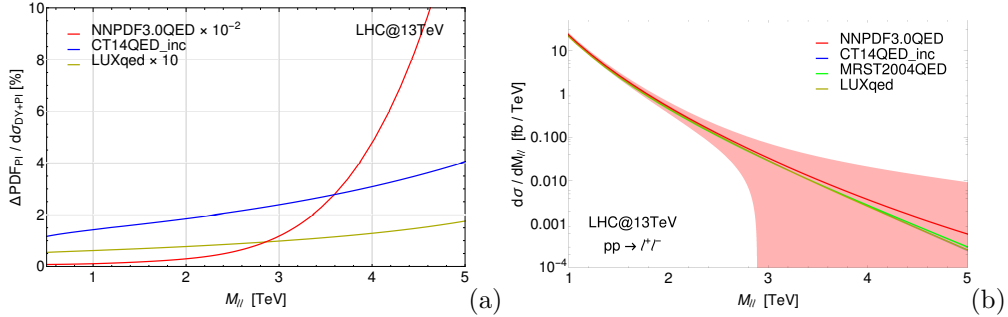 10
8
6
4
2
0
ΔPDF_PI / dσ_DY+PI [%]
NNPDF3.0QED × 10^-2
CT14QED_inc
LUXqed × 10
LHC@13TeV
1 2 3 4 5
M_ll [TeV]
(a)
10
1
0.100
0.010
0.001
10^-4
dσ / dM_ll [fb / TeV]
NNPDF3.0QED
CT14QED_inc
MRST2004QED
LUXqed
LHC@13TeV
pp → l^+l^-
1 2 3 4 5
M_ll [TeV]
(b)